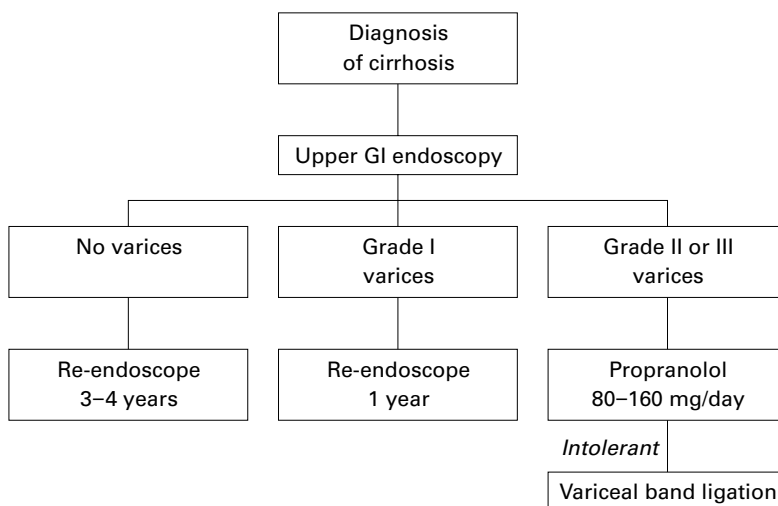 Diagnosis
of cirrhosis
Upper GI endoscopy
No varices
Grade I
varices
Grade II or III
varices
Re-endoscope
3–4 years
Re-endoscope
1 year
Propranolol
80–160 mg/day
Intolerant
Variceal band ligation